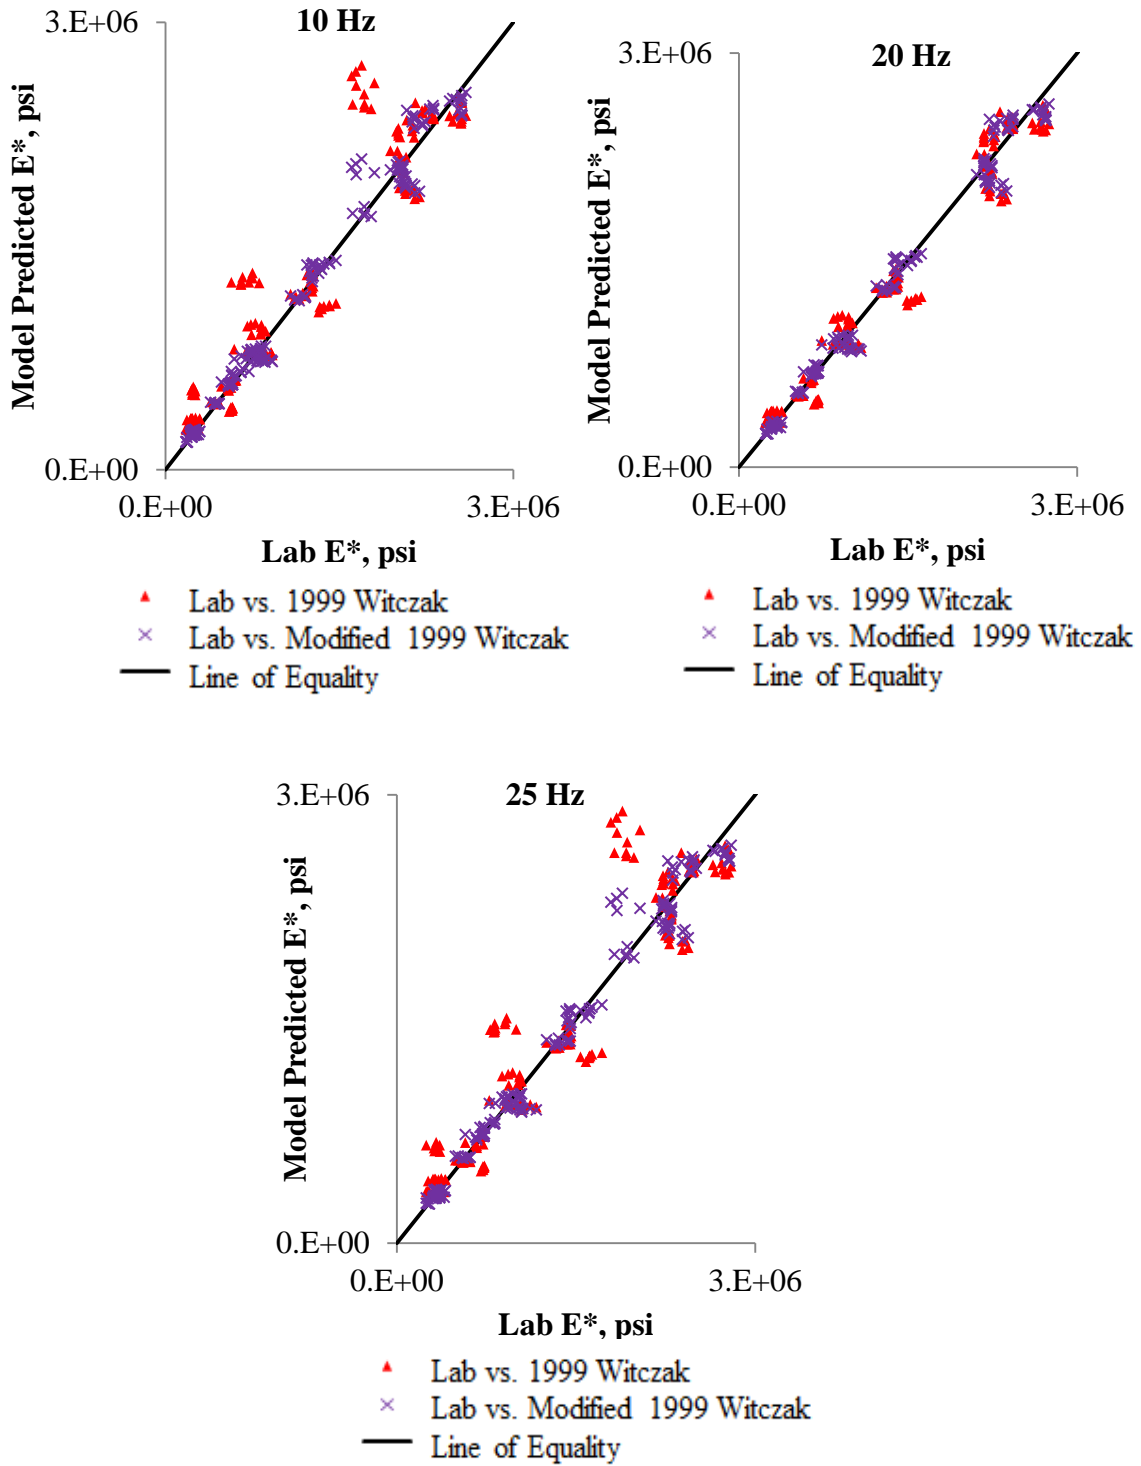 10 Hz
3.E+06
Model Predicted E*, psi
0.E+00
0.E+00 3.E+06
Lab E*, psi
Lab vs. 1999 Witczak
Lab vs. Modified 1999 Witczak
Line of Equality
20 Hz
3.E+06
Model Predicted E*, psi
0.E+00
0.E+00 3.E+06
Lab E*, psi
Lab vs. 1999 Witczak
Lab vs. Modified 1999 Witczak
Line of Equality
25 Hz
3.E+06
Model Predicted E*, psi
0.E+00
0.E+00 3.E+06
Lab E*, psi
Lab vs. 1999 Witczak
Lab vs. Modified 1999 Witczak
Line of Equality